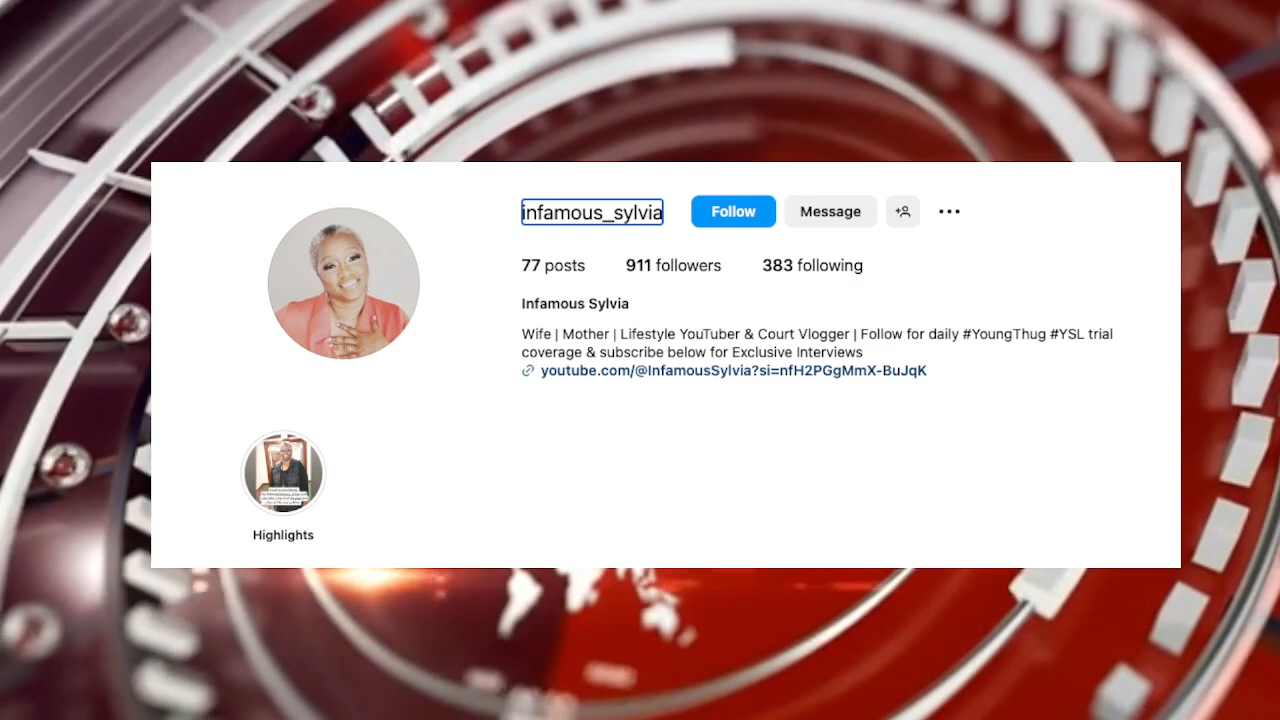 infamous_sylvia Follow Message
77 posts 911 followers 383 following
Infamous Sylvia
Wife | Mother | Lifestyle YouTuber & Court Vlogger | Follow for daily #YoungThug #YSL trial
coverage & subscribe below for Exclusive Interviews
youtube.com/@InfamousSylvia?si=nfH2PGgMmX-BuJqK
Highlights